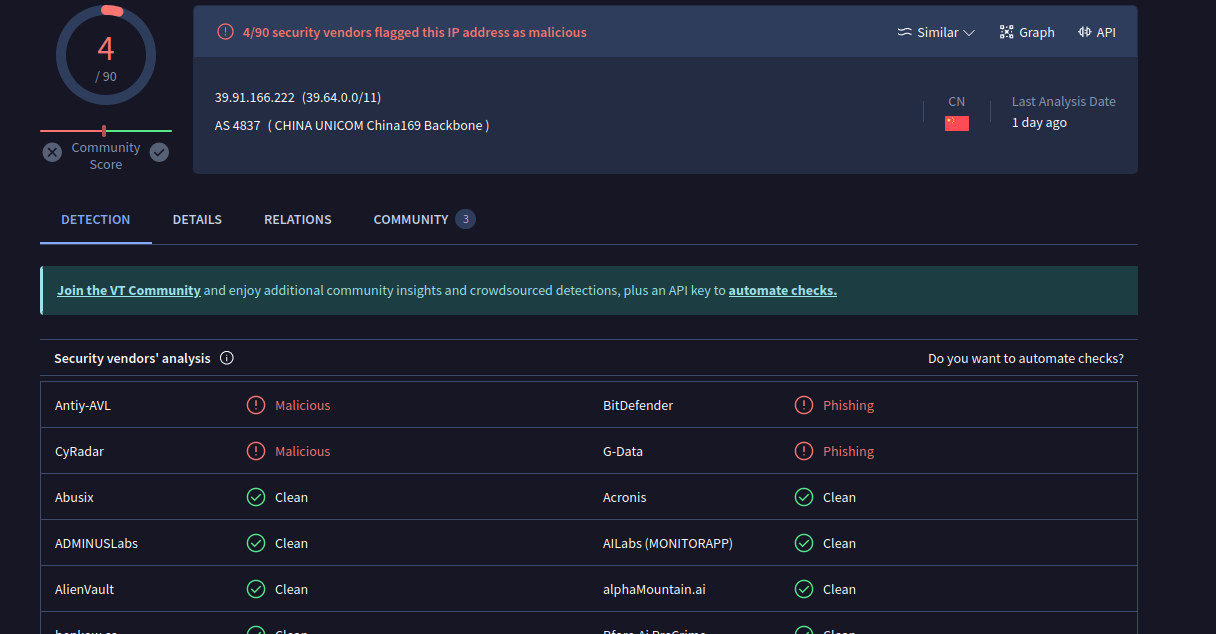 4
/ 90
Community
Score
4/90 security vendors flagged this IP address as malicious
Similar
Graph
API
39.91.166.222 (39.64.0.0/11)
AS 4837 ( CHINA UNICOM China169 Backbone )
CN
Last Analysis Date
1 day ago
DETECTION DETAILS RELATIONS COMMUNITY 3
Join the VT Community and enjoy additional community insights and crowdsourced detections, plus an API key to automate checks.
Security vendors' analysis
Do you want to automate checks?
Antiy-AVL Malicious BitDefender Phishing
CyRadar Malicious G-Data Phishing
Abusix Clean Acronis Clean
ADMINUSLabs Clean AILabs (MONITORAPP) Clean
AlienVault Clean alphaMountain.ai Clean
Clean Clean